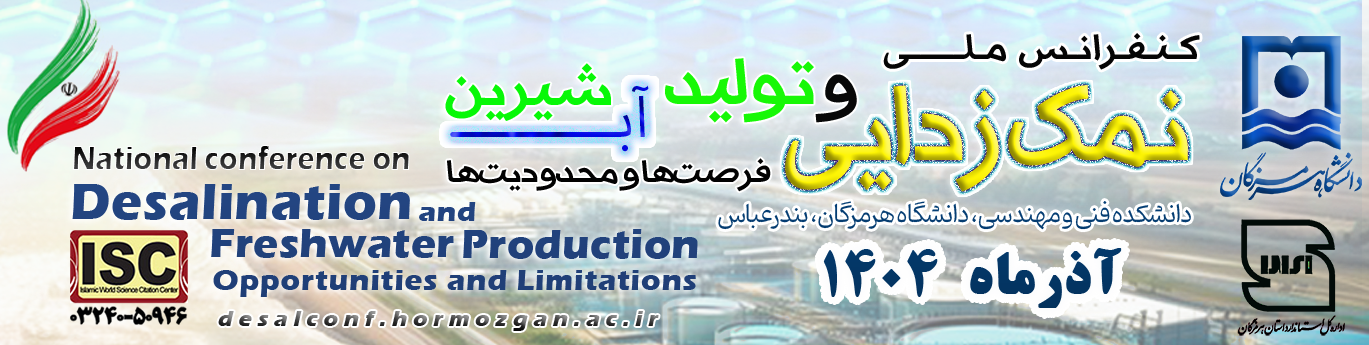 کنفرانس ملی
نمک‌زدایی
و تولید آب شیرین
فرصت‌ها و محدودیت‌ها
دانشکده فنی و مهندسی، دانشگاه هرمزگان، بندرعباس
آذر ماه ۱۴۰۴
National conference on
Desalination and
Freshwater Production
Opportunities and Limitations
desalconf.hormozgan.ac.ir
ISC
Islamic World Science Citation Center
۰۳۲۴۰-۵۰۹۴۶
دانشگاه هرمزگان
اداره کل استاندارد استان هرمزگان